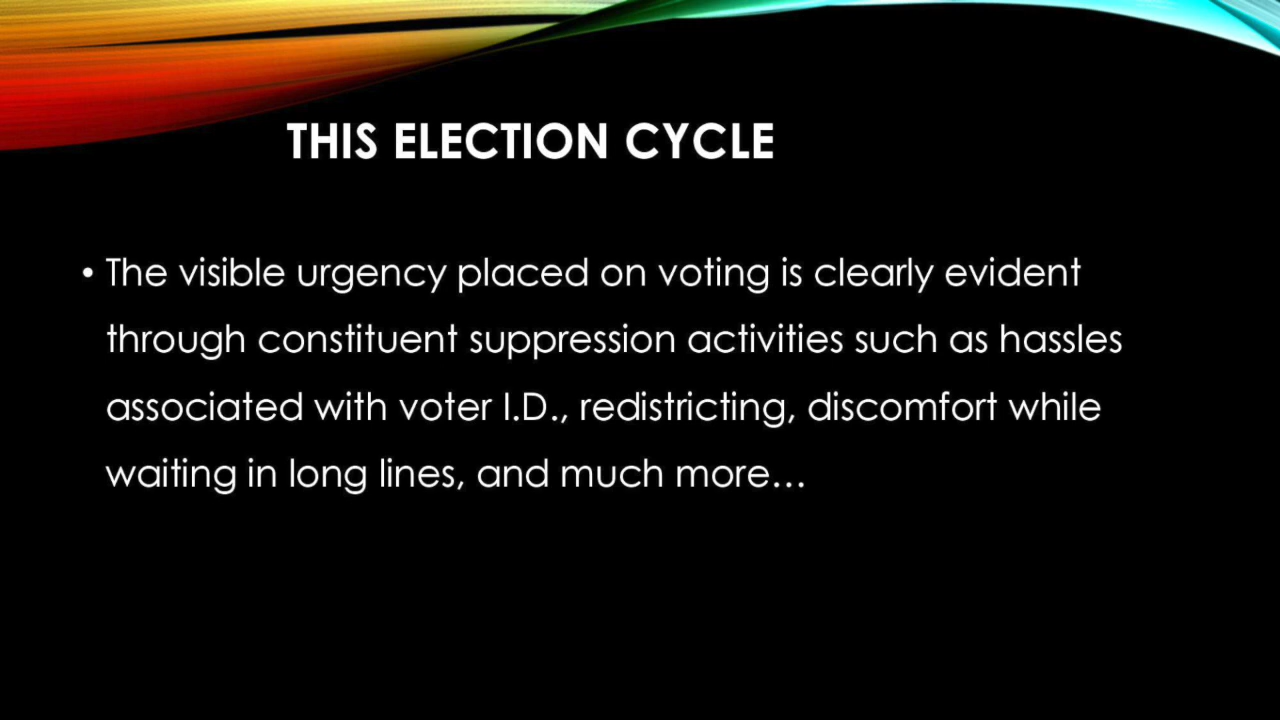 THIS ELECTION CYCLE
• The visible urgency placed on voting is clearly evident
through constituent suppression activities such as hassles
associated with voter I.D., redistricting, discomfort while
waiting in long lines, and much more…